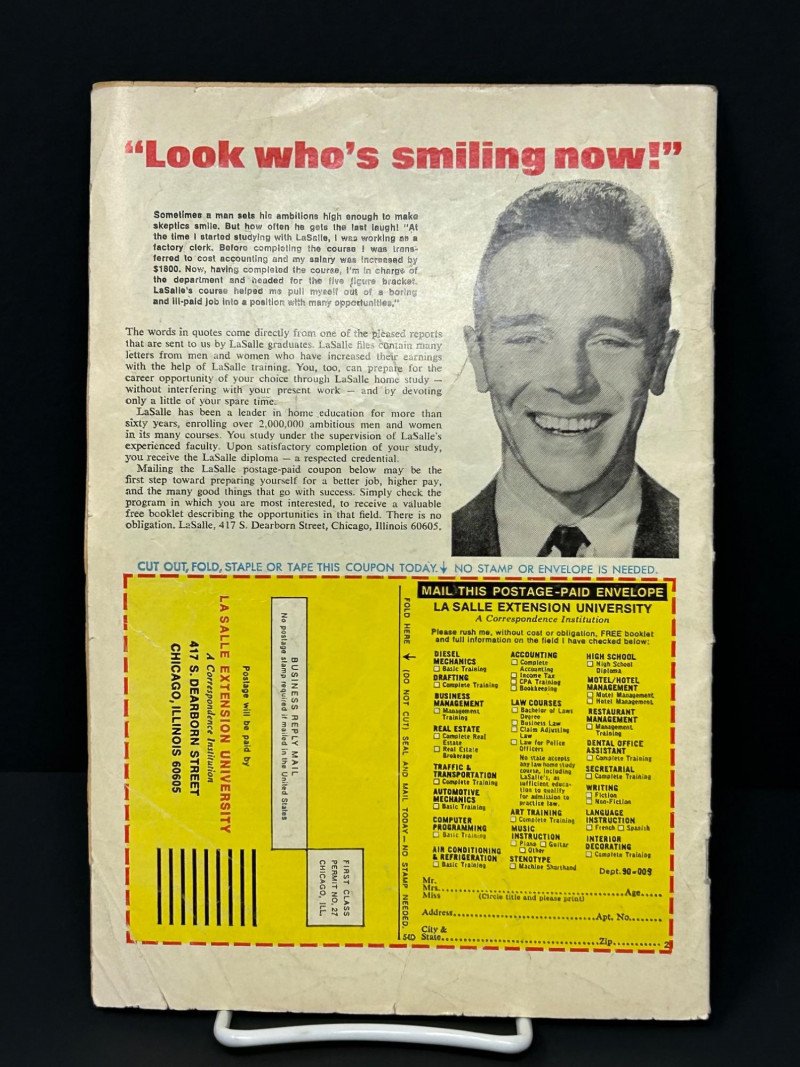 “Look who’s smiling now!”
Sometimes a man sets his ambitions high enough to make
skeptics smile. But how often he gets the last laugh! “At
the time I started studying with LaSalle, I was working as a
factory clerk. Before completing the course I was trans-
ferred to cost accounting and my salary was increased by
$1800. Now, having completed the course, I’m in charge of
the department and headed for the five figure bracket.
LaSalle’s course helped me pull myself out of a boring
and ill-paid job into a position with many opportunities.”
The words in quotes come directly from one of the pleased reports
that are sent to us by LaSalle graduates. LaSalle files contain many
letters from men and women who have increased their earnings
with the help of LaSalle training. You, too, can prepare for the
career opportunity of your choice through LaSalle home study —
without interfering with your present work — and by devoting
only a little of your spare time.
LaSalle has been a leader in home education for more than
sixty years, enrolling over 2,000,000 ambitious men and women
in its many courses. You study under the supervision of LaSalle’s
experienced faculty. Upon satisfactory completion of your study,
you receive the LaSalle diploma — a respected credential.
Mailing the LaSalle postage-paid coupon below may be the
first step toward preparing yourself for a better job, higher pay,
and the many good things that go with success. Simply check the
program in which you are most interested, to receive a valuable
free booklet describing the opportunities in that field. There is no
obligation. LaSalle, 417 S. Dearborn Street, Chicago, Illinois 60605.
CUT OUT, FOLD, STAPLE OR TAPE THIS COUPON TODAY. NO STAMP OR ENVELOPE IS NEEDED.
FIRST CLASS
PERMIT NO. 27
CHICAGO, ILL.
BUSINESS REPLY MAIL
No postage stamp required if mailed in the United States
Postage will be paid by
LA SALLE EXTENSION UNIVERSITY
A Correspondence Institution
417 S. DEARBORN STREET
CHICAGO, ILLINOIS 60605
FOLD HERE (DO NOT CUT) SEAL AND MAIL TODAY—NO STAMP NEEDED.
54D
MAIL THIS POSTAGE-PAID ENVELOPE
LA SALLE EXTENSION UNIVERSITY
A Correspondence Institution
Please rush me, without cost or obligation, FREE booklet
and full information on the field I have checked below:
DIESEL
MECHANICS
☐ Basic Training
DRAFTING
☐ Complete Training
BUSINESS
MANAGEMENT
☐ Management
Training
REAL ESTATE
☐ Complete Real
Estate
☐ Real Estate
Brokerage
TRAFFIC &
TRANSPORTATION
☐ Complete Training
AUTOMOTIVE
MECHANICS
☐ Basic Training
COMPUTER
PROGRAMMING
☐ Basic Training
AIR CONDITIONING
& REFRIGERATION
☐ Basic Training
ACCOUNTING
☐ Complete
Accounting
☐ Income Tax
☐ CPA Training
☐ Bookkeeping
LAW COURSES
☐ Bachelor of Laws
Degree
☐ Business Law
☐ Claim Adjusting
Law
☐ Law for Police
Officers
No state accepts
any law home study
course, including
LaSalle’s, as
sufficient educa-
tion to qualify
for admission to
practice law.
ART TRAINING
☐ Complete Training
MUSIC
INSTRUCTION
☐ Piano ☐ Guitar
☐ Other
STENOTYPE
☐ Machine Shorthand
HIGH SCHOOL
☐ High School
Diploma
MOTEL/HOTEL
MANAGEMENT
☐ Motel Management
☐ Hotel Management
RESTAURANT
MANAGEMENT
☐ Management
Training
DENTAL OFFICE
ASSISTANT
☐ Complete Training
SECRETARIAL
☐ Complete Training
WRITING
☐ Fiction
☐ Non-Fiction
LANGUAGE
INSTRUCTION
☐ French ☐ Spanish
INTERIOR
DECORATING
☐ Complete Training
Dept. 90-009
Mr.
Mrs. Age
Miss (Circle title and please print)
Address Apt. No.
City &
State Zip 2